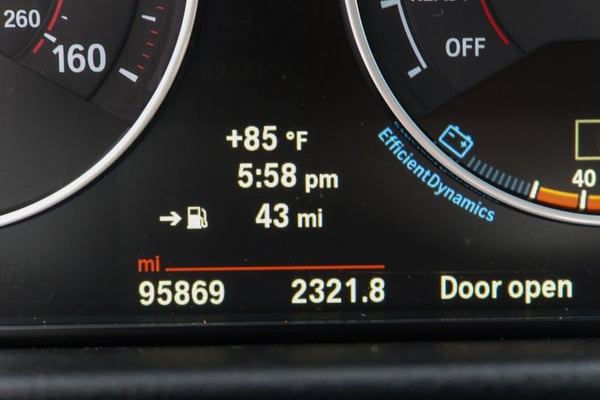 260
160
OFF
+85 °F
5:58 pm
➔ 43 mi
EfficientDynamics
40
mi
95869 2321.8 Door open